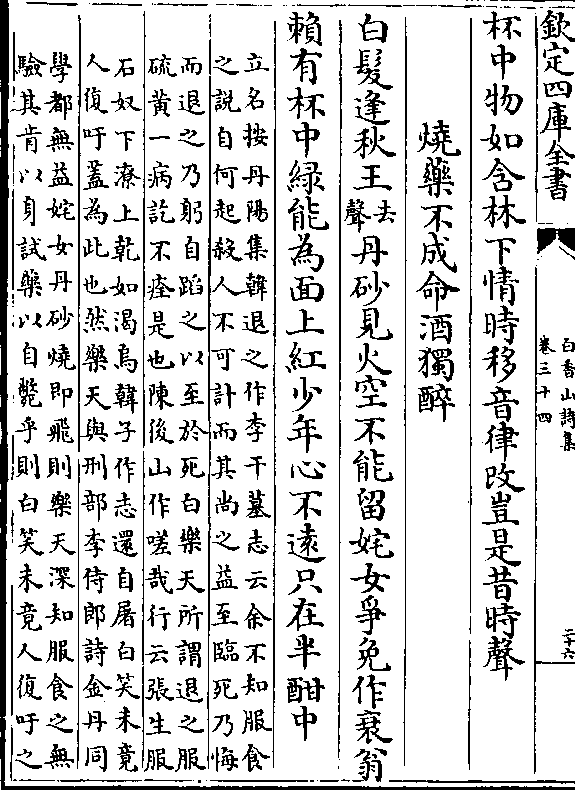 欽定四庫全書
白香山詩集
卷三十四
二十六
杯中物如含林下情時移音律改豈是昔時聲
燒藥不成命酒獨醉
白髮逢秋王去聲丹砂見火空不能留姹女爭免作衰翁
賴有杯中綠能為面上紅少年心不遠只在半酣中
立名按丹陽集韓退之作李干墓志云余不知服食
之説自何起殺人不可計而其尚之益至臨死乃悔
而退之乃躬自蹈之以至於死白樂天所謂退之服
硫黄一病訖不痊是也陳後山作嗟哉行云張生服
石奴下潦上乾如渴烏韓子作志還自屠白笑未竟
人復吁蓋為此也然樂天與刑部李侍郎詩金丹同
學都無益姹女丹砂燒即飛則樂天深知服食之無
驗其肯以身試藥以自斃乎則白笑未竟人復吁之